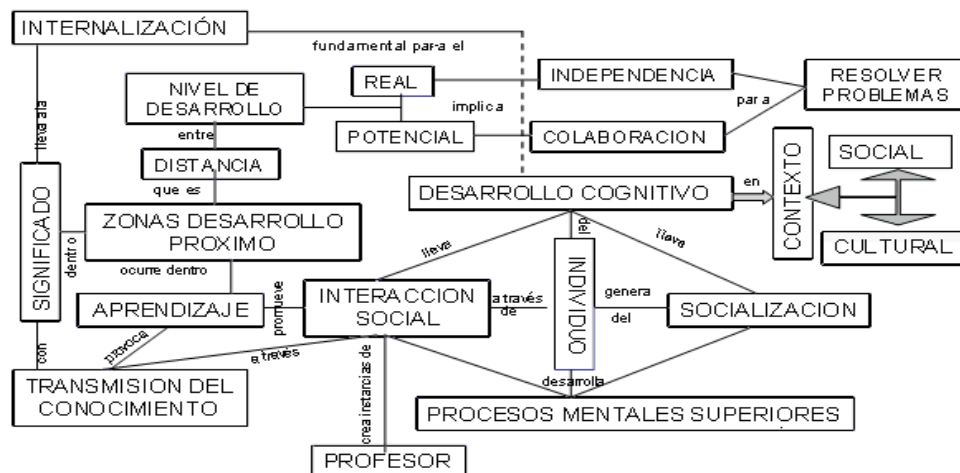 INTERNALIZACIÓN
fundamental para el
NIVEL DE
DESARROLLO
REAL
INDEPENDENCIA
RESOLVER
PROBLEMAS
implica
para
lleva ala
entre
POTENCIAL
COLABORACION
DISTANCIA
que es
DESARROLLO COGNITIVO
en
CONTEXTO
SOCIAL
CULTURAL
SIGNIFICADO
dentro
ZONAS DESARROLLO
PROXIMO
ocurre dentro
lleva
del
lleva
APRENDIZAJE
promueve
INTERACCION
SOCIAL
a través
de
INDIVIDUO
genera
del
SOCIALIZACION
con
provoca
a través
desarrolla
TRANSMISION DEL
CONOCIMIENTO
crea instancias de
PROCESOS MENTALES SUPERIORES
PROFESOR